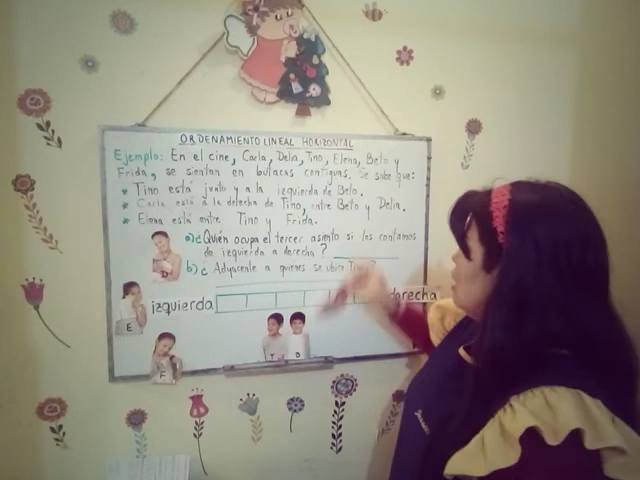 ORDENAMIENTO LINEAL HORIZONTAL
Ejemplo: En el cine, Carla, Delia, Tino, Elena, Beto y
Frida, se sientan en butacas contiguas. Se sabe que:
* Tino está junto y a la izquierda de Beto.
* Carla está a la derecha de Tino, entre Beto y Delia.
* Elena está entre Tino y Frida.
a) ¿Quién ocupa el tercer asiento si los contamos
de izquierda a derecha?
b) ¿Adyacente a quienes se ubica
D
izquierda
derecha
E
F
T
B